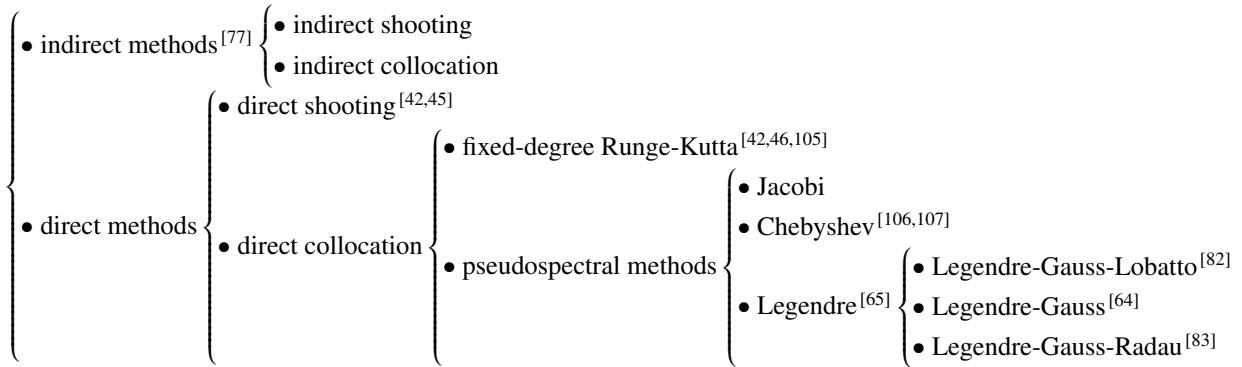 • indirect methods[77]
• indirect shooting
• indirect collocation
• direct methods
• direct shooting[42,45]
• direct collocation
• fixed-degree Runge-Kutta[42,46,105]
• pseudospectral methods
• Jacobi
• Chebyshev[106,107]
• Legendre[65]
• Legendre-Gauss-Lobatto[82]
• Legendre-Gauss[64]
• Legendre-Gauss-Radau[83]